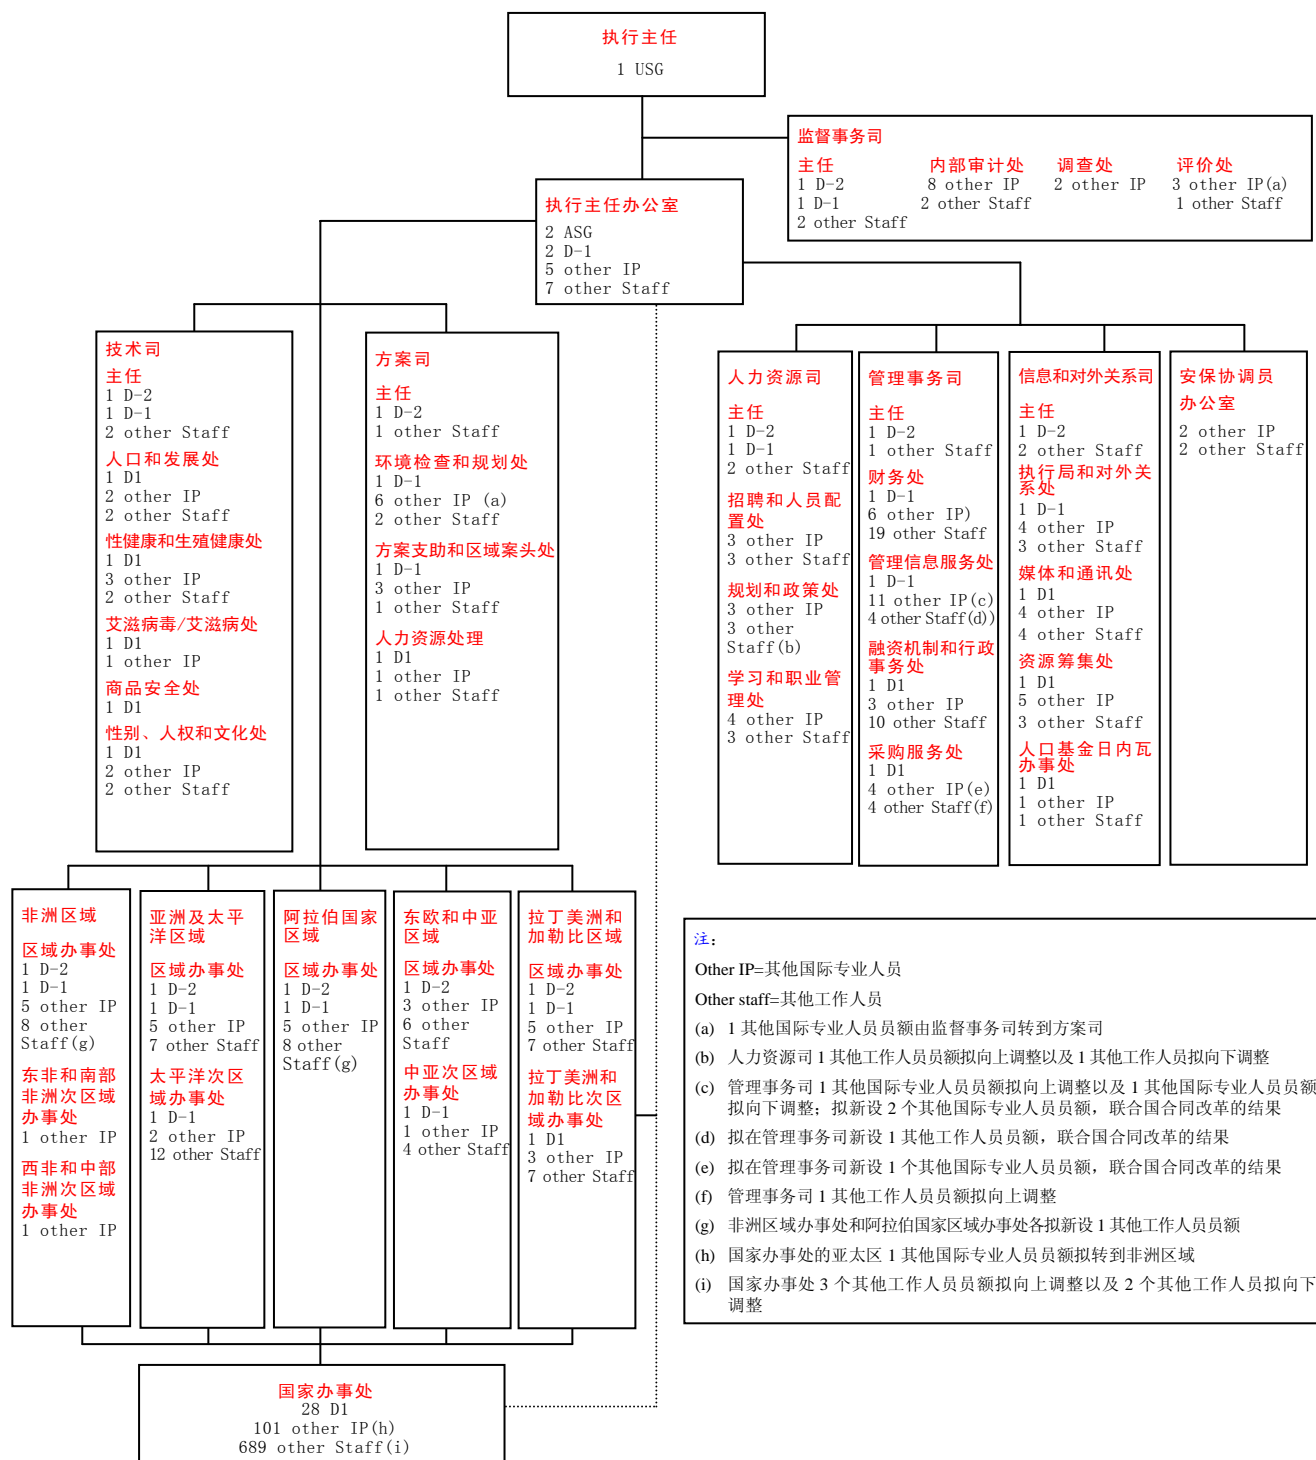 执行主任
1 USG
监督事务司
主任
1 D-2
1 D-1
2 other Staff
内部审计处
8 other IP
2 other Staff
调查处
2 other IP
评价处
3 other IP(a)
1 other Staff
执行主任办公室
2 ASG
2 D-1
5 other IP
7 other Staff
技术司
主任
1 D-2
1 D-1
2 other Staff
人口和发展处
1 D1
2 other IP
2 other Staff
性健康和生殖健康处
1 D1
3 other IP
2 other Staff
艾滋病毒/艾滋病处
1 D1
1 other IP
商品安全处
1 D1
性别、人权和文化处
1 D1
2 other IP
2 other Staff
方案司
主任
1 D-2
1 other Staff
环境检查和规划处
1 D-1
6 other IP (a)
2 other Staff
方案支助和区域案头处
1 D-1
3 other IP
1 other Staff
人力资源处理
1 D1
1 other IP
1 other Staff
人力资源司
主任
1 D-2
1 D-1
2 other Staff
招聘和人员配
置处
3 other IP
3 other Staff
规划和政策处
3 other IP
3 other
Staff(b)
学习和职业管
理处
4 other IP
3 other Staff
管理事务司
主任
1 D-2
1 other Staff
财务处
1 D-1
6 other IP)
19 other Staff
管理信息服务处
1 D-1
11 other IP(c)
4 other Staff(d))
融资机制和行政
事务处
1 D1
3 other IP
10 other Staff
采购服务处
1 D1
4 other IP(e)
4 other Staff(f)
信息和对外关系司
主任
1 D-2
2 other Staff
执行局和对外关
系处
1 D-1
4 other IP
3 other Staff
媒体和通讯处
1 D1
4 other IP
4 other Staff
资源筹集处
1 D1
5 other IP
3 other Staff
人口基金日内瓦
办事处
1 D1
1 other IP
1 other Staff
安保协调员
办公室
2 other IP
2 other Staff
非洲区域
区域办事处
1 D-2
1 D-1
5 other IP
8 other
Staff(g)
东非和南部
非洲次区域
办事处
1 other IP
西非和中部
非洲次区域
办事处
1 other IP
亚洲及太平
洋区域
区域办事处
1 D-2
1 D-1
5 other IP
7 other Staff
太平洋次区
域办事处
1 D-1
2 other IP
12 other Staff
阿拉伯国家
区域
区域办事处
1 D-2
1 D-1
5 other IP
8 other
Staff(g)
东欧和中亚
区域
区域办事处
1 D-2
3 other IP
6 other
Staff
中亚次区域
办事处
1 D-1
1 other IP
4 other Staff
拉丁美洲和
加勒比区域
区域办事处
1 D-2
1 D-1
5 other IP
7 other Staff
拉丁美洲和
加勒比次区
域办事处
1 D1
3 other IP
7 other Staff
注：
Other IP=其他国际专业人员
Other staff=其他工作人员
(a) 1 其他国际专业人员员额由监督事务司转到方案司
(b) 人力资源司 1 其他工作人员员额拟向上调整以及 1 其他工作人员拟向下调整
(c) 管理事务司 1 其他国际专业人员员额拟向上调整以及 1 其他国际专业人员员额
拟向下调整；拟新设 2 个其他国际专业人员员额，联合国合同改革的结果
(d) 拟在管理事务司新设 1 其他工作人员员额，联合国合同改革的结果
(e) 拟在管理事务司新设 1 个其他国际专业人员员额，联合国合同改革的结果
(f) 管理事务司 1 其他工作人员员额拟向上调整
(g) 非洲区域办事处和阿拉伯国家区域办事处各拟新设 1 其他工作人员员额
(h) 国家办事处的亚太区 1 其他国际专业人员员额拟转到非洲区域
(i) 国家办事处 3 个其他工作人员员额拟向上调整以及 2 个其他工作人员拟向下
调整
国家办事处
28 D1
101 other IP(h)
689 other Staff(i)